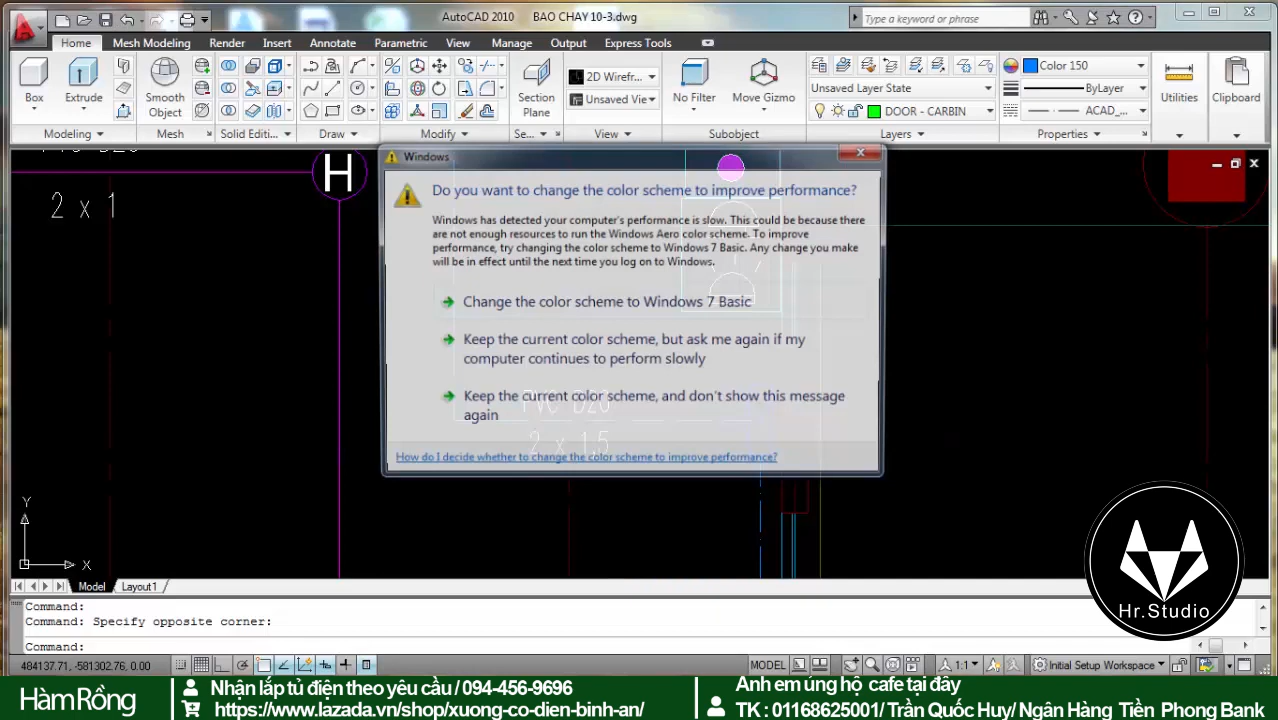 AutoCAD 2010 BAO CHAY 10-3.dwg
Type a keyword or phrase
Home Mesh Modeling Render Insert Annotate Parametric View Manage Output Express Tools
2D Wirefr... Color 150
Box Extrude Smooth Object Section Plane Unsaved Vie No Filter Move Gizmo Unsaved Layer State ByLayer Utilities Clipboard
DOOR - CARBIN ACAD_...
Modeling Mesh Solid Editi... Draw Modify Se... View Subobject Layers Properties
H
2 x 1
Windows
Do you want to change the color scheme to improve performance?
Windows has detected your computer's performance is slow. This could be because there
are not enough resources to run the Windows Aero color scheme. To improve
performance, try changing the color scheme to Windows 7 Basic. Any change you make
will be in effect until the next time you log on to Windows.
Change the color scheme to Windows 7 Basic
Keep the current color scheme, but ask me again if my
computer continues to perform slowly
Keep the current color scheme, and don't show this message
again
PVC D20
2 x 1.5
How do I decide whether to change the color scheme to improve performance?
Y
X
Model Layout1
Hr.Studio
Command:
Command: Specify opposite corner:
Command:
484137.71, -581302.76, 0.00 MODEL 1:1 Initial Setup Workspace
HàmRồng
Nhận lắp tủ điện theo yêu cầu / 094-456-9696
https://www.lazada.vn/shop/xuong-co-dien-binh-an/
Anh em úng hộ cafe tại đây
TK : 01168625001/ Trần Quốc Huy/ Ngân Hàng Tiền Phong Bank